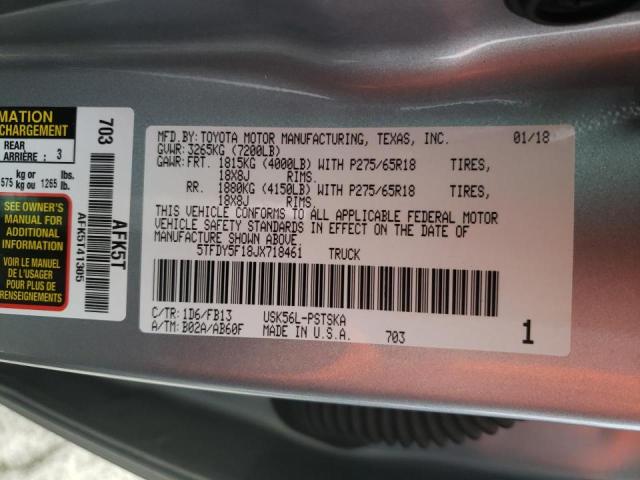 MFD.BY:TOYOTA MOTOR MANUFACTURING, TEXAS, INC. 01/18
GVWR:3265KG (7200LB)
GAWR:FRT. 1815KG (4000LB) WITH P275/65R18 TIRES,
18X8J RIMS.
RR. 1880KG (4150LB) WITH P275/65R18 TIRES,
18X8J RIMS.
THIS VEHICLE CONFORMS TO ALL APPLICABLE FEDERAL MOTOR
VEHICLE SAFETY STANDARDS IN EFFECT ON THE DATE OF
MANUFACTURE SHOWN ABOVE.
5TFDY5F18JX718461 TRUCK
C/TR:1D6/FB13 USK56L-PSTSKA
A/TM:B02A/AB60F MADE IN U.S.A. 703 1
MATION
CHARGEMENT
REAR
ARRIÈRE : 3
kg or lbs.
575 kg ou 1265 lb.
SEE OWNER'S
MANUAL FOR
ADDITIONAL
INFORMATION
VOIR LE MANUEL
DE L'USAGER
POUR PLUS DE
RENSEIGNEMENTS
703
AFK5T
AFK5141305